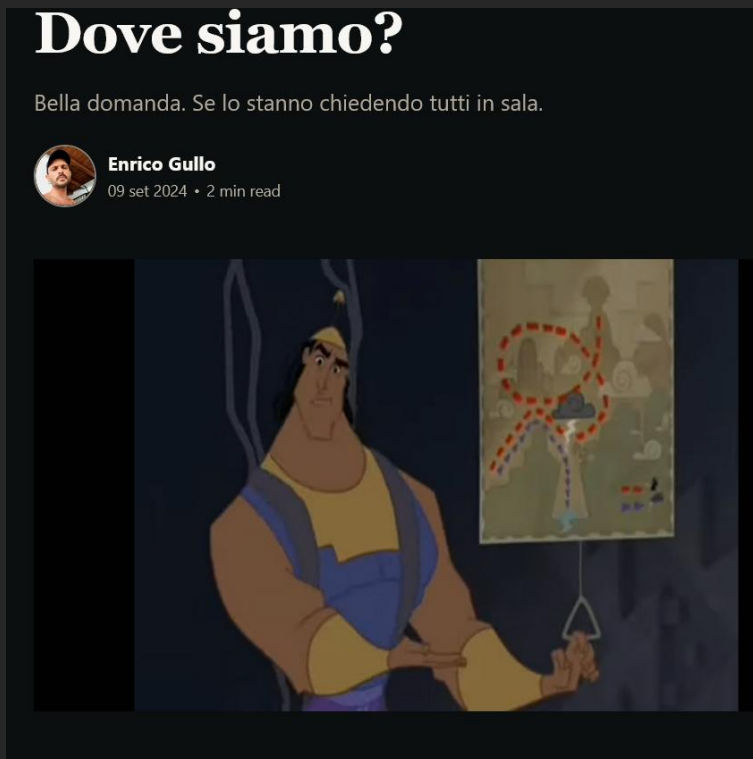 Dove siamo?
Bella domanda. Se lo stanno chiedendo tutti in sala.
Enrico Gullo
09 set 2024 • 2 min read